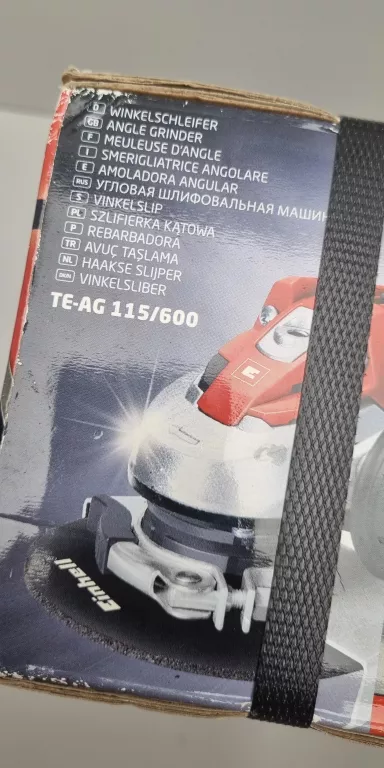 D WINKELSCHLEIFER
GB ANGLE GRINDER
F MEULEUSE D'ANGLE
I SMERIGLIATRICE ANGOLARE
E AMOLADORA ANGULAR
RUS УГЛОВАЯ ШЛИФОВАЛЬНАЯ МАШИН
S VINKELSLIP
PL SZLIFIERKA KĄTOWA
P REBARBADORA
TR AVUÇ TAŞLAMA
NL HAAKSE SLIJPER
VINKELSLIBER
TE-AG 115/600
Einhell